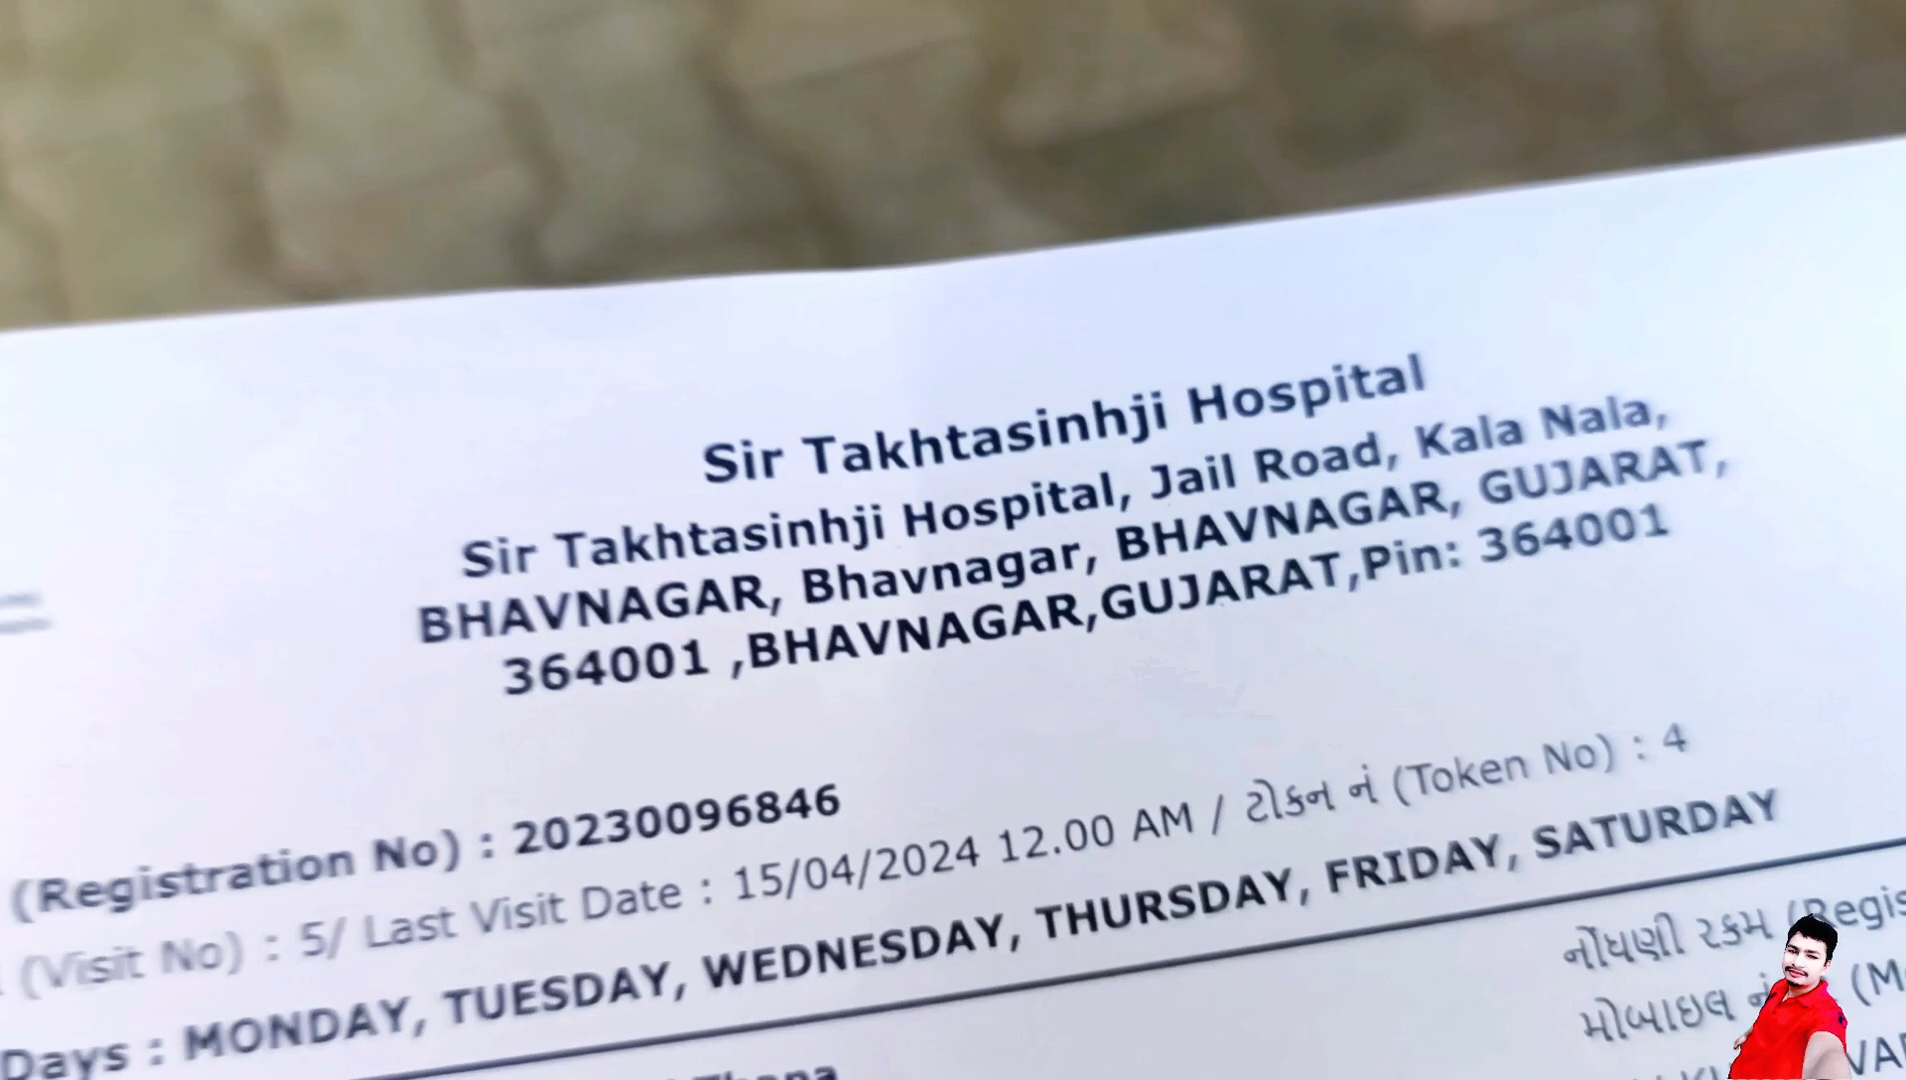 Sir Takhtasinhji Hospital
Sir Takhtasinhji Hospital, Jail Road, Kala Nala,
BHAVNAGAR, Bhavnagar, BHAVNAGAR, GUJARAT,
364001 ,BHAVNAGAR,GUJARAT,Pin: 364001
(Registration No) : 20230096846
(Visit No) : 5/ Last Visit Date : 15/04/2024 12.00 AM / ટોકન નં (Token No) : 4
Days : MONDAY, TUESDAY, WEDNESDAY, THURSDAY, FRIDAY, SATURDAY
નોંધણી રકમ (Regis
મોબાઇલ નં (M